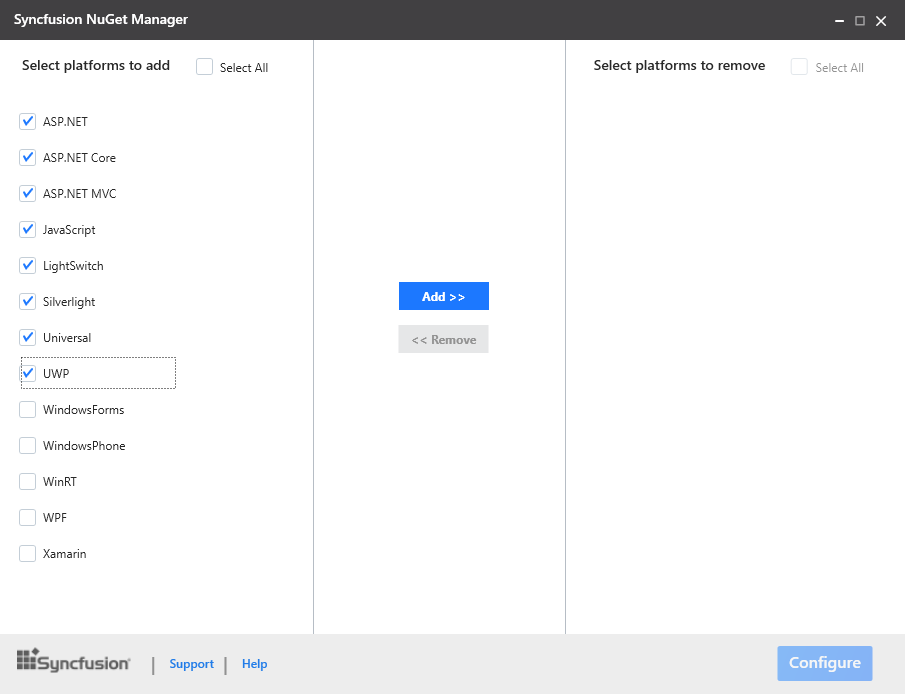 Syncfusion NuGet Manager
Select platforms to add
Select All
Select platforms to remove
Select All
ASP.NET
ASP.NET Core
ASP.NET MVC
JavaScript
LightSwitch
Silverlight
Universal
UWP
WindowsForms
WindowsPhone
WinRT
WPF
Xamarin
Add >>
<< Remove
Syncfusion | Support | Help
Configure